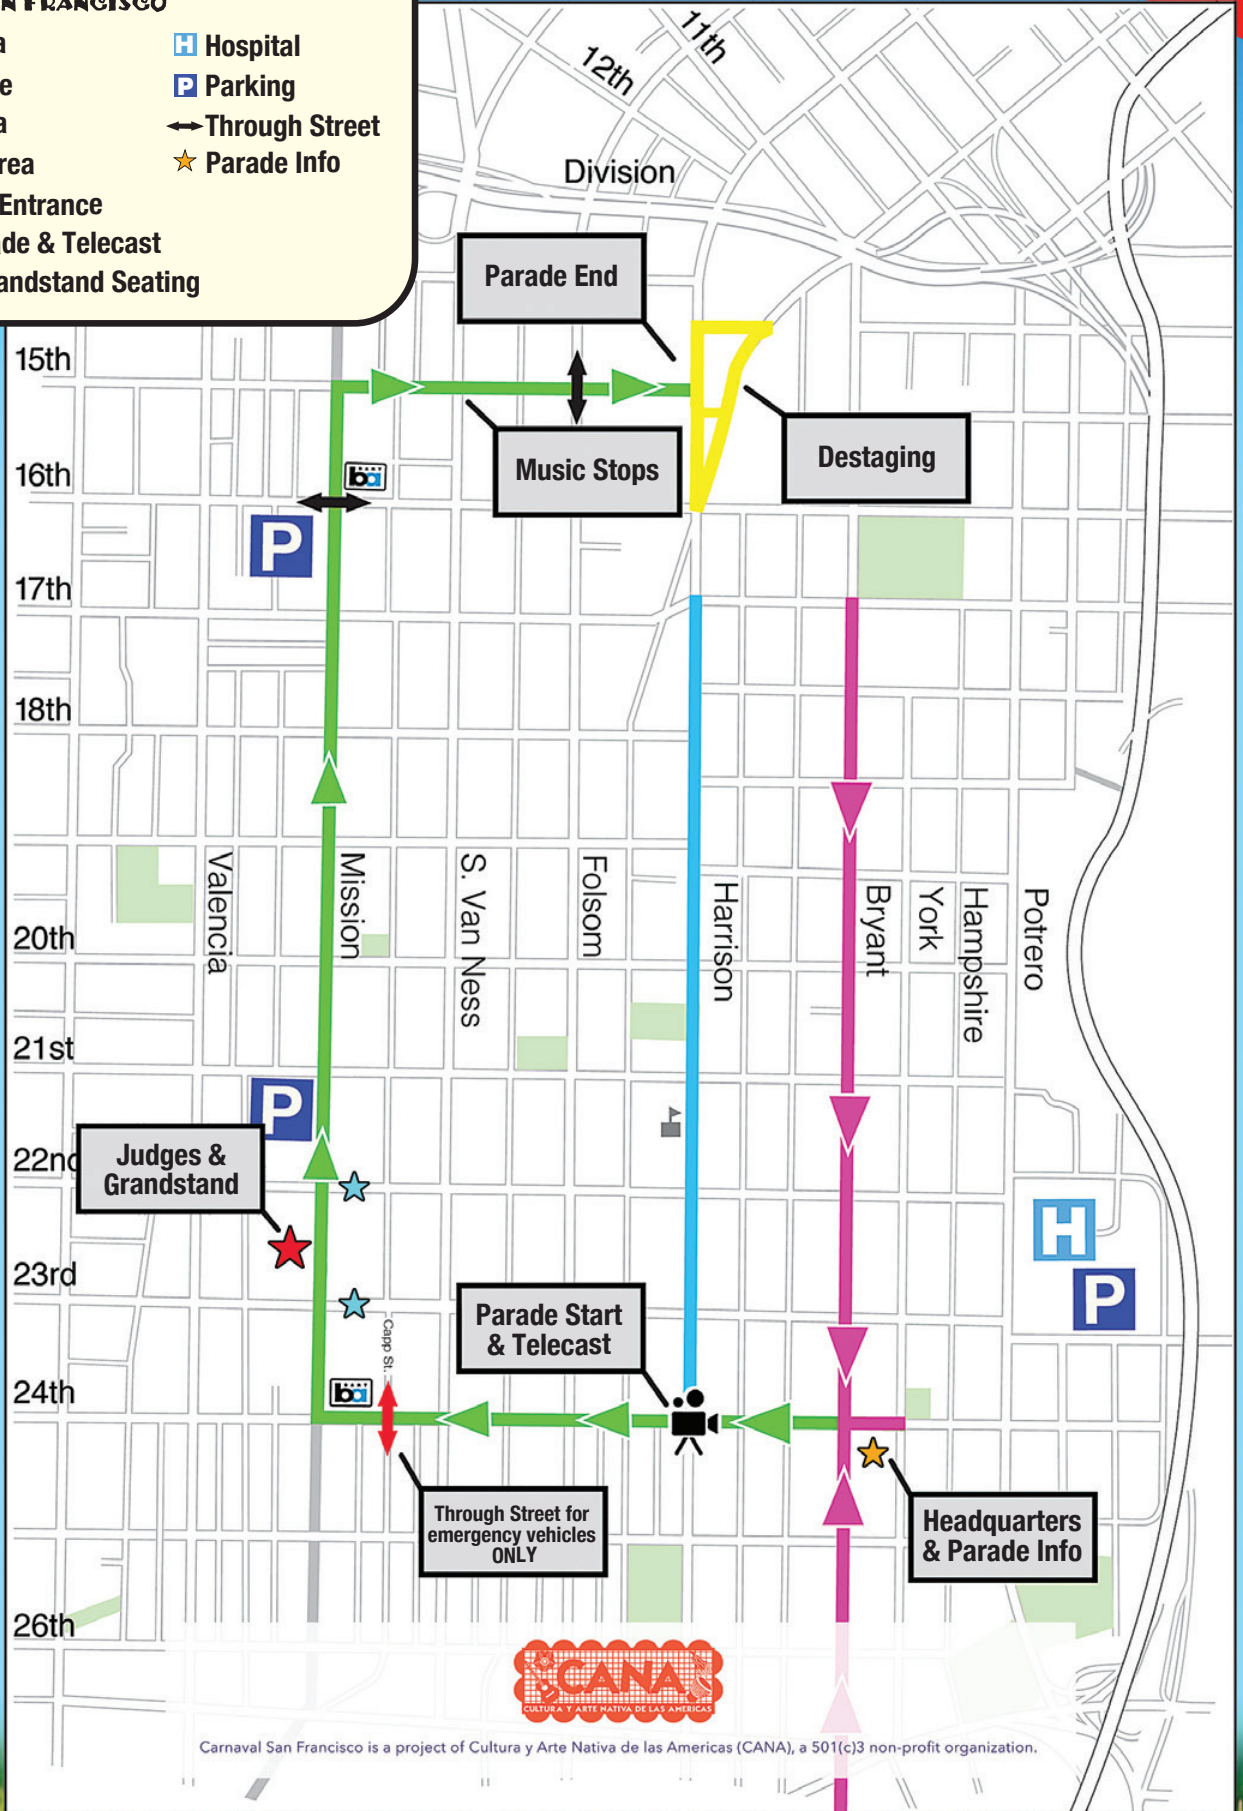 AN FRANCISCO
a
H Hospital
e
P Parking
a
Through Street
rea
Parade Info
Entrance
de & Telecast
andstand Seating
11th
12th
Division
Parade End
15th
Music Stops
Destaging
16th
ba
P
17th
18th
Valencia
Mission
S. Van Ness
Folsom
Harrison
Bryant
York
Hampshire
Potrero
20th
21st
P
22nd
Judges &
Grandstand
H
P
23rd
Parade Start
& Telecast
Capp St.
24th
ba
Through Street for
emergency vehicles
ONLY
Headquarters
& Parade Info
26th
CANA
CULTURA Y ARTE NATIVA DE LAS AMERICAS
Carnaval San Francisco is a project of Cultura y Arte Nativa de las Americas (CANA), a 501(c)3 non-profit organization.